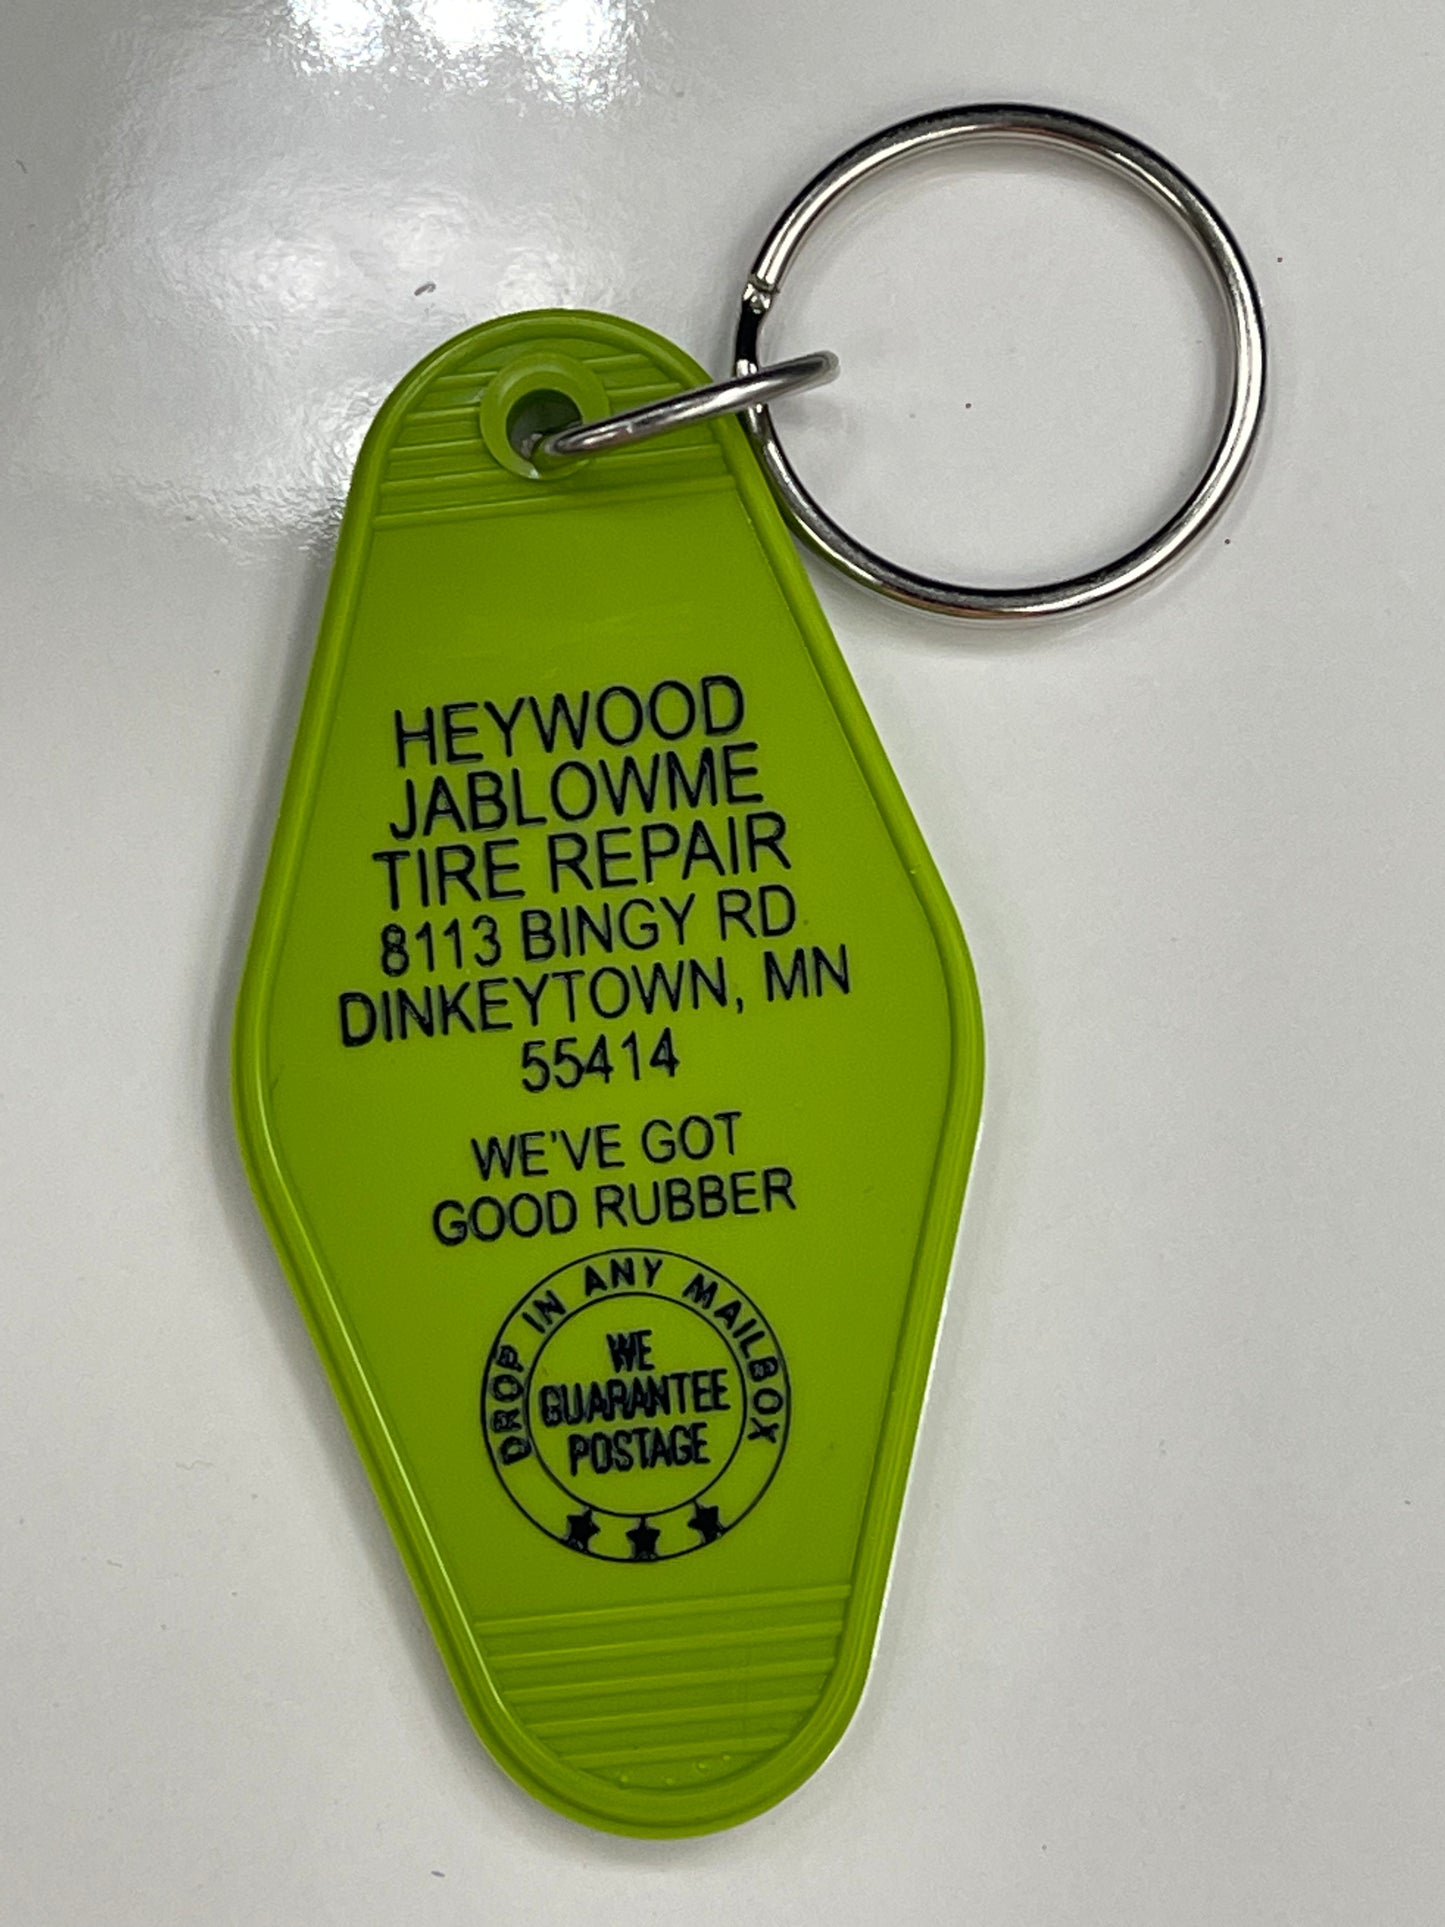 HEYWOOD
JABLOWME
TIRE REPAIR
8113 BINGY RD
DINKEYTOWN, MN
55414
WE'VE GOT
GOOD RUBBER
DROP IN ANY MAILBOX
WE
GUARANTEE
POSTAGE